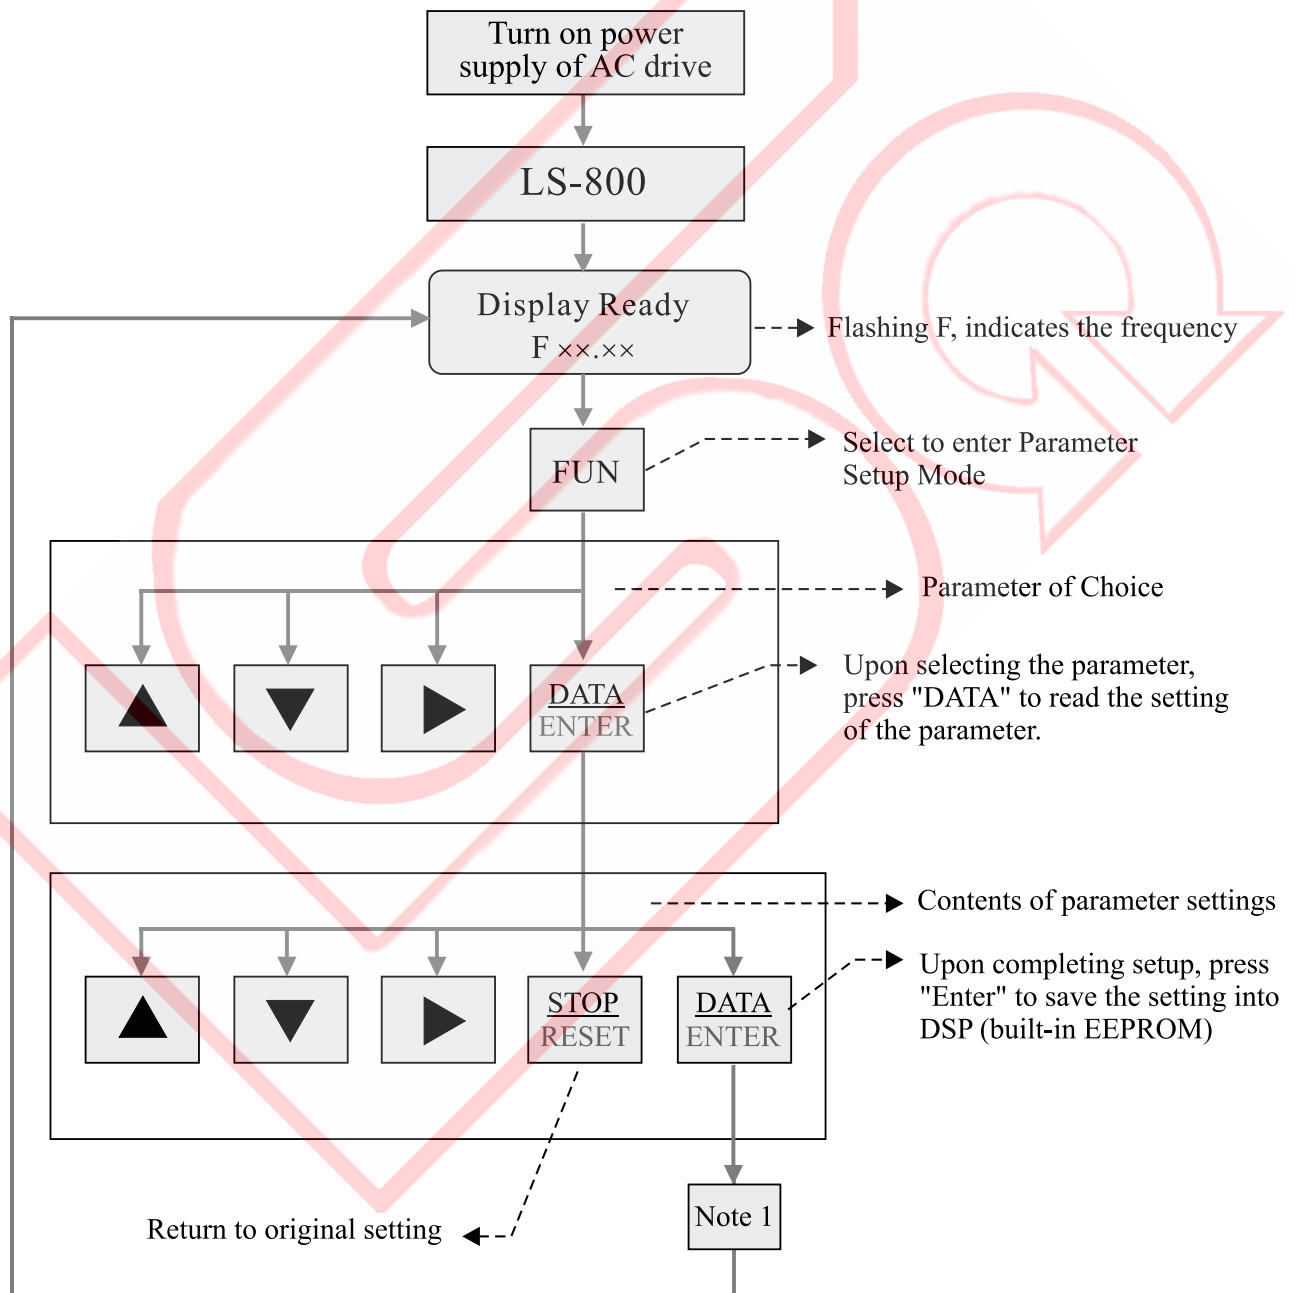 Turn on power
supply of AC drive
LS-800
Display Ready
F ××.××
Flashing F, indicates the frequency
FUN
Select to enter Parameter
Setup Mode
Parameter of Choice
DATA
ENTER
Upon selecting the parameter,
press "DATA" to read the setting
of the parameter.
Contents of parameter settings
STOP
RESET
DATA
ENTER
Upon completing setup, press
"Enter" to save the setting into
DSP (built-in EEPROM)
Return to original setting
Note 1